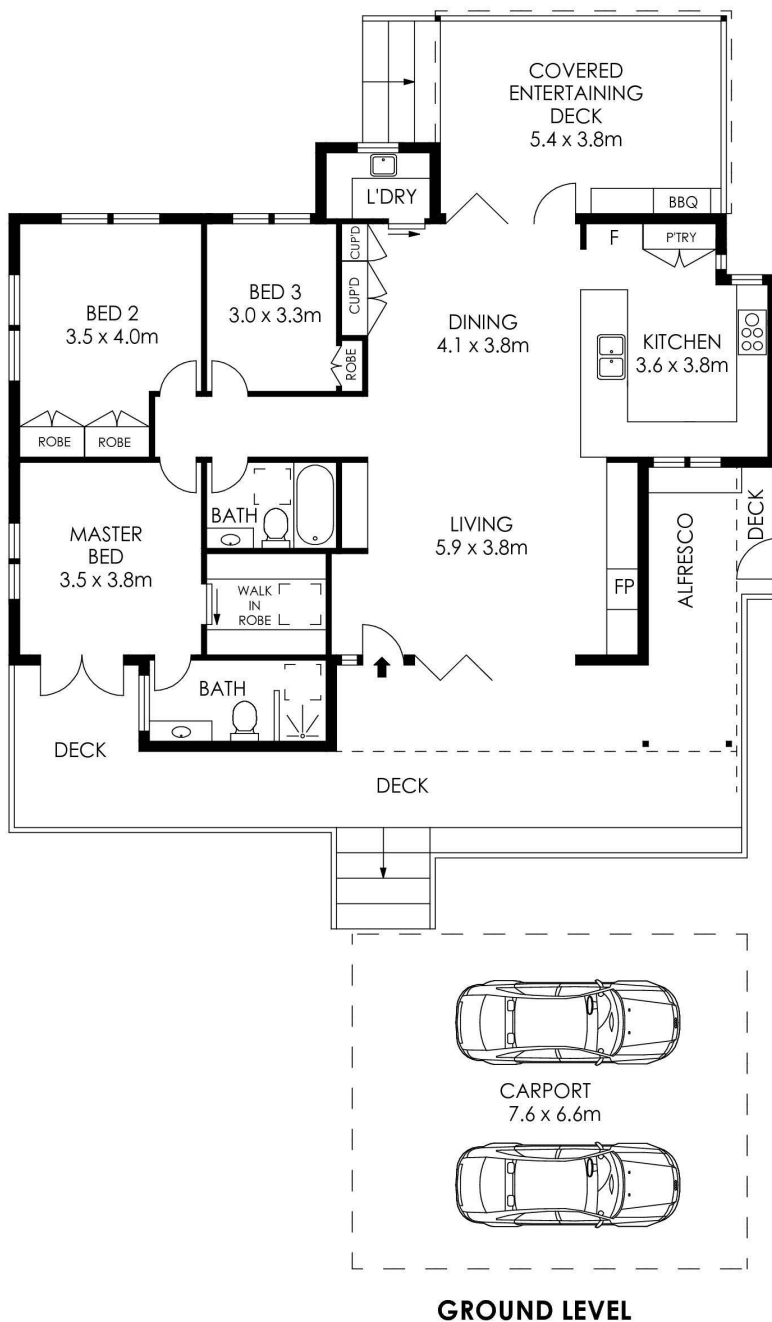 COVERED
ENTERTAINING
DECK
5.4 x 3.8m
L'DRY
BBQ
CUP'D
CUP'D
F
P'TRY
BED 2
3.5 x 4.0m
BED 3
3.0 x 3.3m
DINING
4.1 x 3.8m
KITCHEN
3.6 x 3.8m
ROBE
ROBE
ROBE
MASTER
BED
3.5 x 3.8m
BATH
LIVING
5.9 x 3.8m
ALFRESCO
DECK
WALK
IN
ROBE
FP
BATH
DECK
DECK
CARPORT
7.6 x 6.6m
GROUND LEVEL